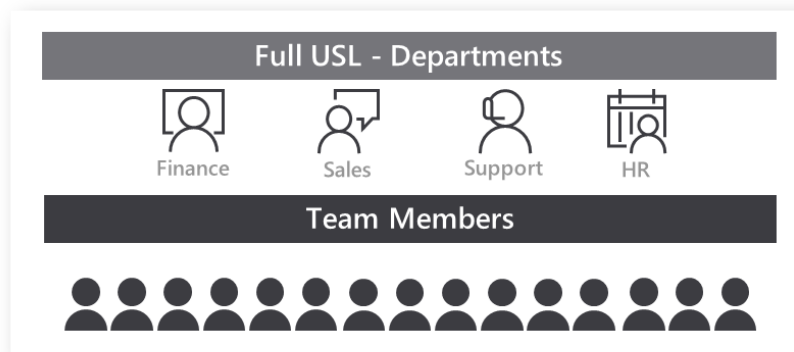 Full USL - Departments
Finance Sales Support HR
Team Members